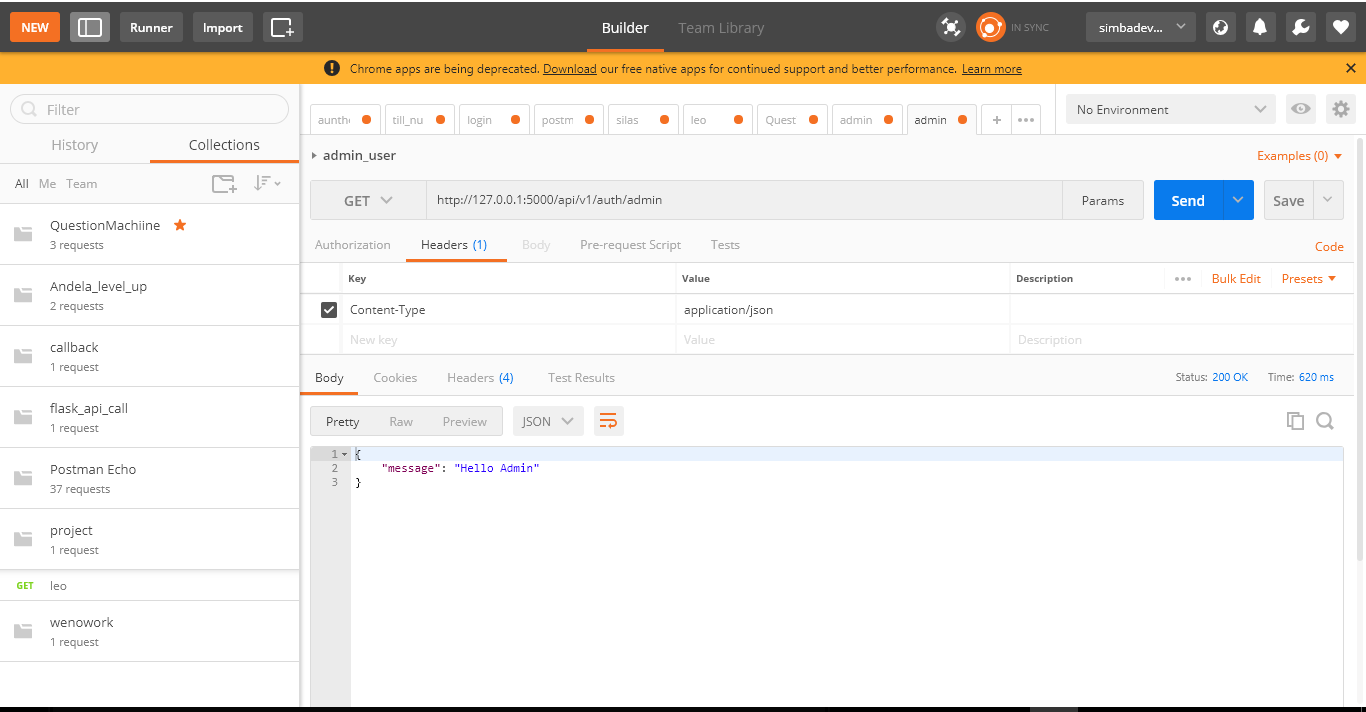 NEW Runner Import Builder Team Library IN SYNC simbadev...
Chrome apps are being deprecated. Download our free native apps for continued support and better performance. Learn more
Filter
History Collections
All Me Team
QuestionMachiine
3 requests
Andela_level_up
2 requests
callback
1 request
flask_api_call
1 request
Postman Echo
37 requests
project
1 request
GET leo
wenowork
1 request
aunth till_nu login postm silas leo Quest admin admin + ••• No Environment
admin_user Examples (0)
GET http://127.0.0.1:5000/api/v1/auth/admin Params Send Save
Authorization Headers (1) Body Pre-request Script Tests Code
Key Value Description ••• Bulk Edit Presets
Content-Type application/json
New key Value Description
Body Cookies Headers (4) Test Results Status: 200 OK Time: 620 ms
Pretty Raw Preview JSON
1 {
2 "message": "Hello Admin"
3 }